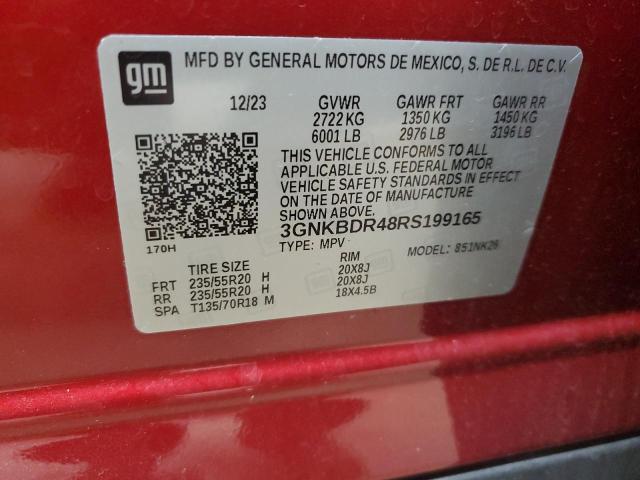 gm
MFD BY GENERAL MOTORS DE MEXICO, S. DE R.L. DE C.V.
12/23 GVWR GAWR FRT GAWR RR
2722 KG 1350 KG 1450 KG
6001 LB 2976 LB 3196 LB
THIS VEHICLE CONFORMS TO ALL
APPLICABLE U.S. FEDERAL MOTOR
VEHICLE SAFETY STANDARDS IN EFFECT
ON THE DATE OF MANUFACTURE
SHOWN ABOVE.
3GNKBDR48RS199165
170H
TYPE: MPV MODEL: 851NK26
TIRE SIZE RIM
FRT 235/55R20 H 20X8J
RR 235/55R20 H 20X8J
SPA T135/70R18 M 18X4.5B